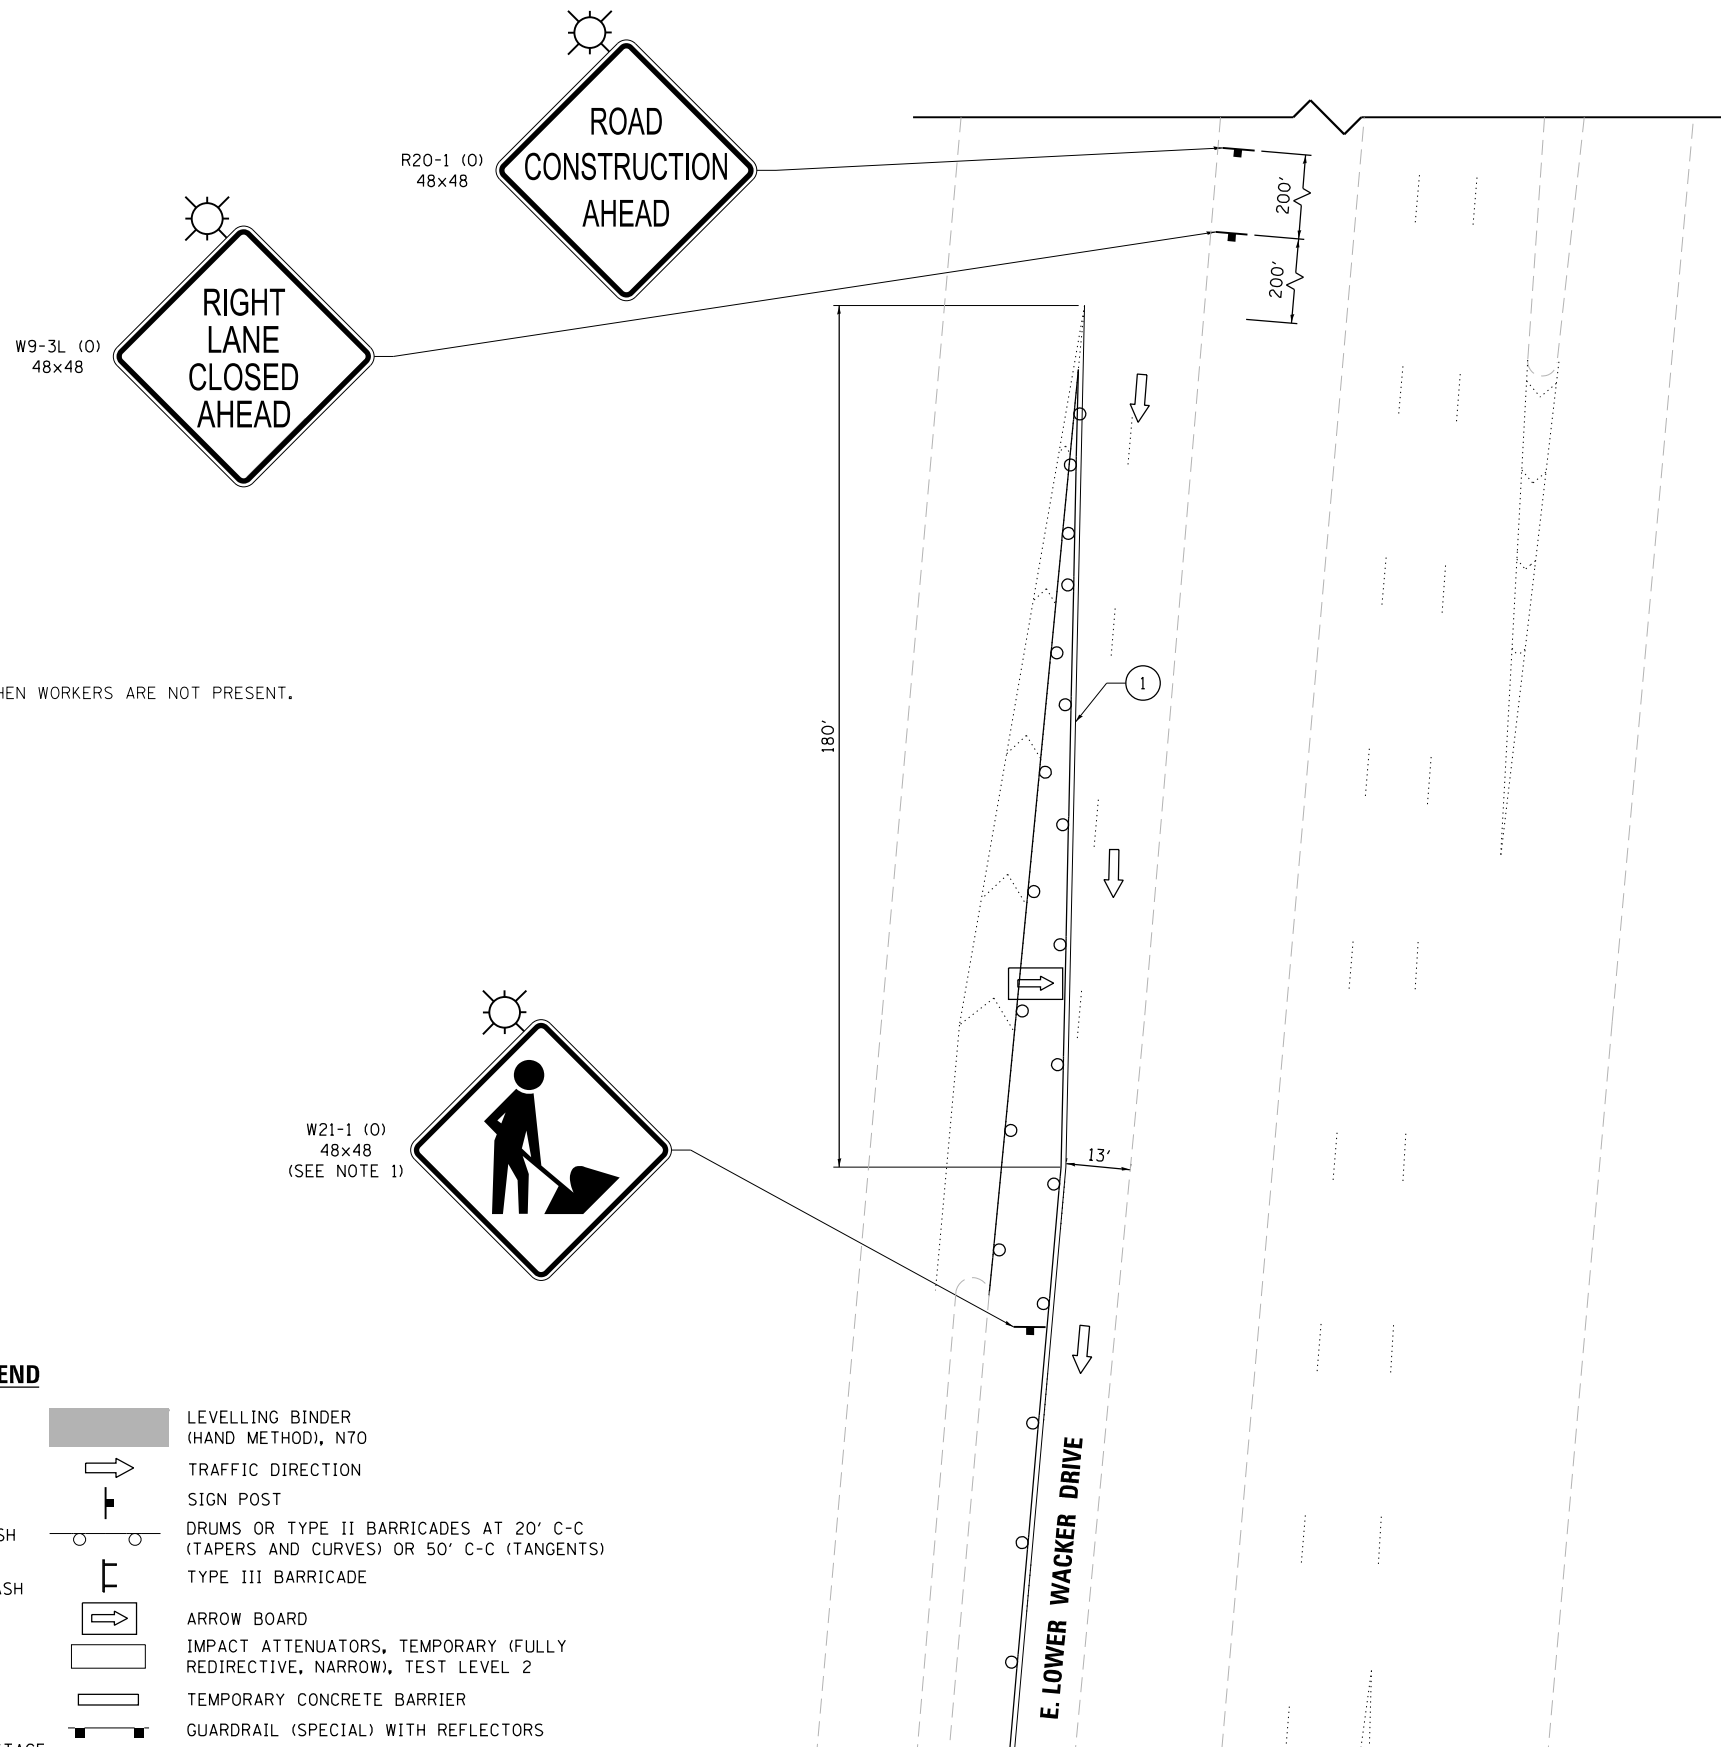 ROAD
CONSTRUCTION
AHEAD
R20-1 (O)
48x48
200'
200'
RIGHT
LANE
CLOSED
AHEAD
W9-3L (O)
48x48
HEN WORKERS ARE NOT PRESENT.
1
180'
13'
W21-1 (O)
48x48
(SEE NOTE 1)
END
LEVELLING BINDER
(HAND METHOD), N70
TRAFFIC DIRECTION
SIGN POST
SH
DRUMS OR TYPE II BARRICADES AT 20' C-C
(TAPERS AND CURVES) OR 50' C-C (TANGENTS)
TYPE III BARRICADE
ASH
ARROW BOARD
IMPACT ATTENUATORS, TEMPORARY (FULLY
REDIRECTIVE, NARROW), TEST LEVEL 2
TEMPORARY CONCRETE BARRIER
GUARDRAIL (SPECIAL) WITH REFLECTORS
E. LOWER WACKER DRIVE